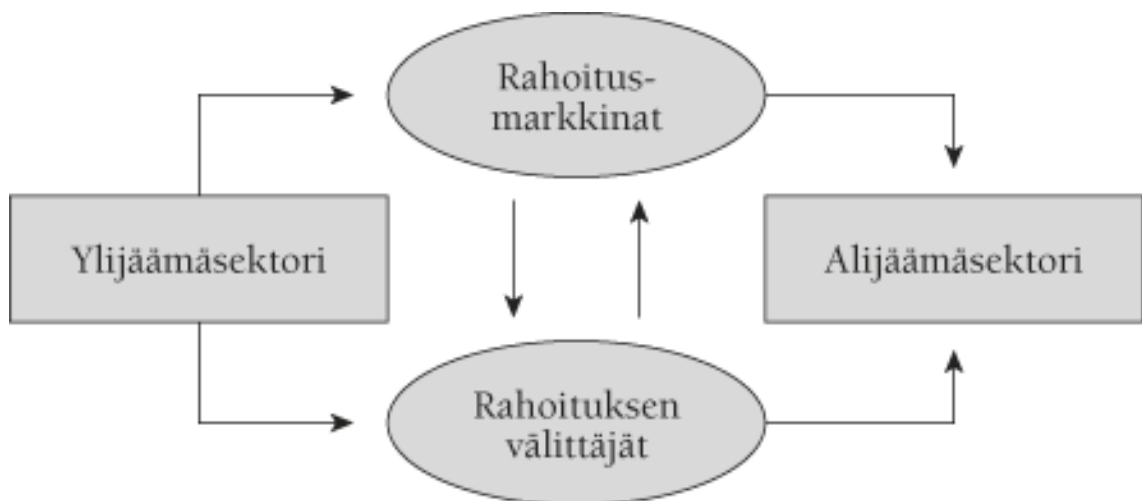 Rahoitus-
markkinat
Ylijäämäsektori
Alijäämäsektori
Rahoituksen
välittäjät